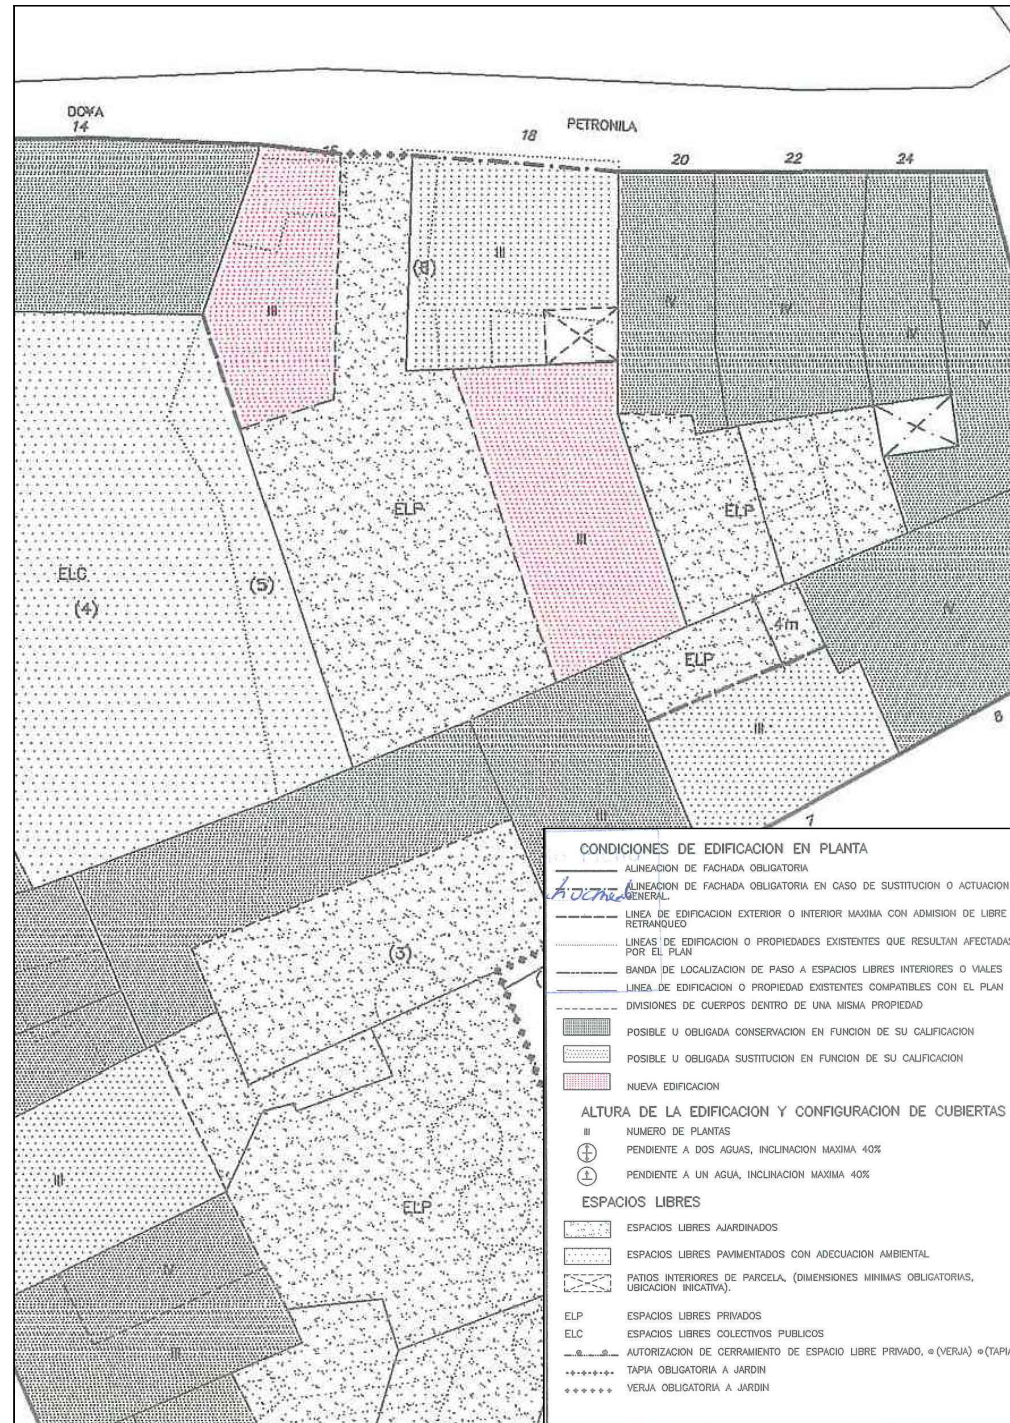 DOÑA
14
16
18
PETRONILA
20
22
24
III
III
III
(6)
IV
IV
IV
IV
ELP
ELP
III
ELC
(4)
(5)
4m
ELP
IV
III
8
7
III
CONDICIONES DE EDIFICACION EN PLANTA
ALINEACION DE FACHADA OBLIGATORIA
ALINEACION DE FACHADA OBLIGATORIA EN CASO DE SUSTITUCION O ACTUACION
GENERAL.
LINEA DE EDIFICACION EXTERIOR O INTERIOR MAXIMA CON ADMISION DE LIBRE
RETRANQUEO
LINEAS DE EDIFICACION O PROPIEDADES EXISTENTES QUE RESULTAN AFECTADAS
POR EL PLAN
BANDA DE LOCALIZACION DE PASO A ESPACIOS LIBRES INTERIORES O VIALES
LINEA DE EDIFICACION O PROPIEDAD EXISTENTES COMPATIBLES CON EL PLAN
DIVISIONES DE CUERPOS DENTRO DE UNA MISMA PROPIEDAD
POSIBLE U OBLIGADA CONSERVACION EN FUNCION DE SU CALIFICACION
POSIBLE U OBLIGADA SUSTITUCION EN FUNCION DE SU CALIFICACION
NUEVA EDIFICACION
ALTURA DE LA EDIFICACION Y CONFIGURACION DE CUBIERTAS
III NUMERO DE PLANTAS
PENDIENTE A DOS AGUAS, INCLINACION MAXIMA 40%
PENDIENTE A UN AGUA, INCLINACION MAXIMA 40%
ESPACIOS LIBRES
ESPACIOS LIBRES AJARDINADOS
ESPACIOS LIBRES PAVIMENTADOS CON ADECUACION AMBIENTAL
PATIOS INTERIORES DE PARCELA, (DIMENSIONES MINIMAS OBLIGATORIAS,
UBICACION INICATIVA).
ELP ESPACIOS LIBRES PRIVADOS
ELC ESPACIOS LIBRES COLECTIVOS PUBLICOS
AUTORIZACION DE CERRAMIENTO DE ESPACIO LIBRE PRIVADO, (VERJA) (TAPIA
TAPIA OBLIGATORIA A JARDIN
VERJA OBLIGATORIA A JARDIN
(3)
III
ELP
IV
III